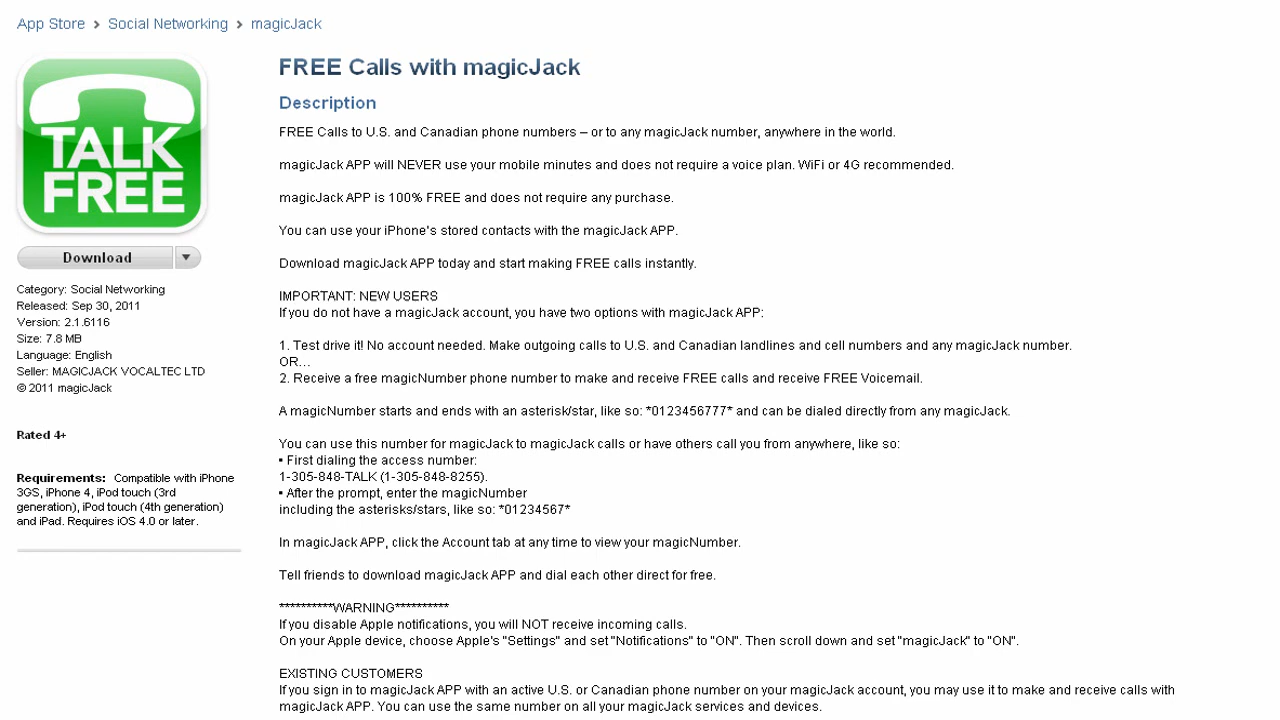 App Store > Social Networking > magicJack
TALK
FREE
Download
Category: Social Networking
Released: Sep 30, 2011
Version: 2.1.6116
Size: 7.8 MB
Language: English
Seller: MAGICJACK VOCALTEC LTD
© 2011 magicJack
Rated 4+
Requirements: Compatible with iPhone
3GS, iPhone 4, iPod touch (3rd
generation), iPod touch (4th generation)
and iPad. Requires iOS 4.0 or later.
FREE Calls with magicJack
Description
FREE Calls to U.S. and Canadian phone numbers – or to any magicJack number, anywhere in the world.
magicJack APP will NEVER use your mobile minutes and does not require a voice plan. WiFi or 4G recommended.
magicJack APP is 100% FREE and does not require any purchase.
You can use your iPhone's stored contacts with the magicJack APP.
Download magicJack APP today and start making FREE calls instantly.
IMPORTANT: NEW USERS
If you do not have a magicJack account, you have two options with magicJack APP:
1. Test drive it! No account needed. Make outgoing calls to U.S. and Canadian landlines and cell numbers and any magicJack number.
OR...
2. Receive a free magicNumber phone number to make and receive FREE calls and receive FREE Voicemail.
A magicNumber starts and ends with an asterisk/star, like so: *0123456777* and can be dialed directly from any magicJack.
You can use this number for magicJack to magicJack calls or have others call you from anywhere, like so:
• First dialing the access number:
1-305-848-TALK (1-305-848-8255).
• After the prompt, enter the magicNumber
including the asterisks/stars, like so: *01234567*
In magicJack APP, click the Account tab at any time to view your magicNumber.
Tell friends to download magicJack APP and dial each other direct for free.
**********WARNING**********
If you disable Apple notifications, you will NOT receive incoming calls.
On your Apple device, choose Apple's "Settings" and set "Notifications" to "ON". Then scroll down and set "magicJack" to "ON".
EXISTING CUSTOMERS
If you sign in to magicJack APP with an active U.S. or Canadian phone number on your magicJack account, you may use it to make and receive calls with
magicJack APP. You can use the same number on all your magicJack services and devices.